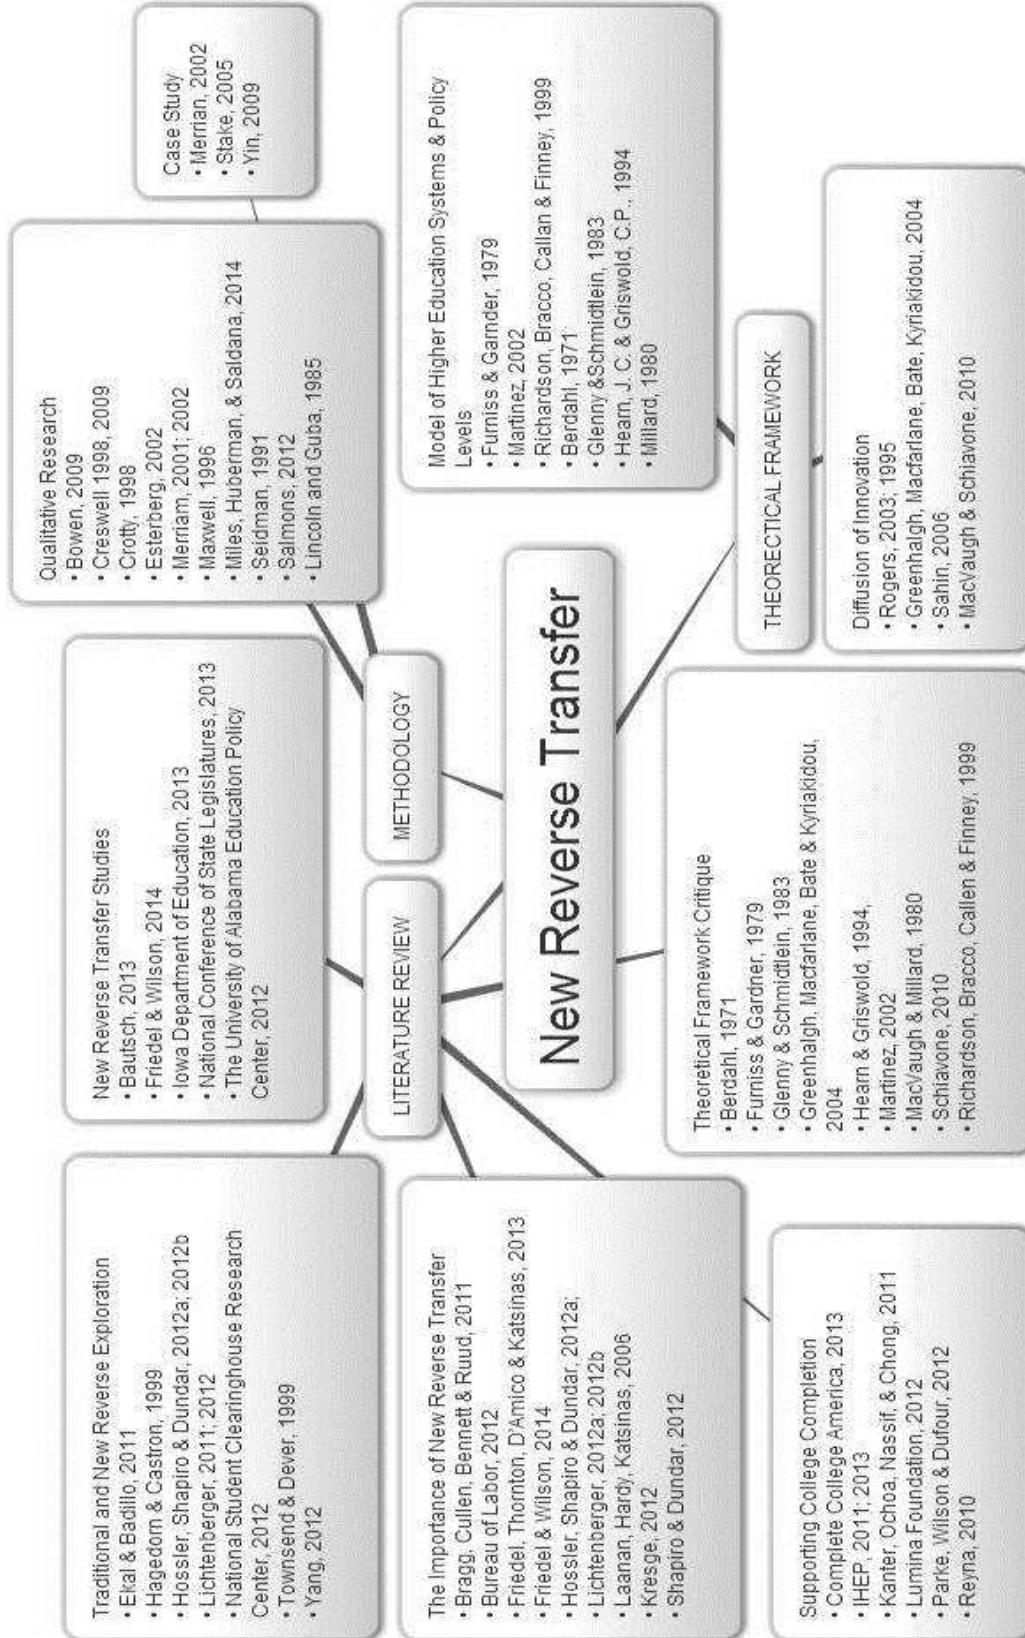 Traditional and New Reverse Exploration
• Ekal & Badillo, 2011
• Hagedorn & Castron, 1999
• Hossler, Shapiro & Dundar, 2012a; 2012b
• Lichtenberger, 2011; 2012
• National Student Clearinghouse Research
Center, 2012
• Townsend & Dever, 1999
• Yang, 2012
New Reverse Transfer Studies
• Bautsch, 2013
• Friedel & Wilson, 2014
• Iowa Department of Education, 2013
• National Conference of State Legislatures, 2013
• The University of Alabama Education Policy
Center, 2012
Qualitative Research
• Bowen, 2009
• Creswell 1998, 2009
• Crotty, 1998
• Esterberg, 2002
• Merriam, 2001; 2002
• Maxwell, 1996
• Miles, Huberman, & Saldana, 2014
• Seidman, 1991
• Salmons, 2012
• Lincoln and Guba, 1985
Case Study
• Merrian, 2002
• Stake, 2005
• Yin, 2009
LITERATURE REVIEW
METHODOLOGY
The Importance of New Reverse Transfer
• Bragg, Cullen, Bennett & Ruud, 2011
• Bureau of Labor, 2012
• Friedel, Thornton, D'Amico & Katsinas, 2013
• Friedel & Wilson, 2014
• Hossler, Shapiro & Dundar, 2012a;
• Lichtenberger, 2012a; 2012b
• Laanan, Hardy, Katsinas, 2006
• Kresge, 2012
• Shapiro & Dundar, 2012
New Reverse Transfer
Model of Higher Education Systems & Policy
Levels
• Furniss & Garnder, 1979
• Martinez, 2002
• Richardson, Bracco, Callan & Finney, 1999
• Berdahl, 1971
• Glenny &Schmidtlein, 1983
• Hearn, J. C. & Griswold, C.P., 1994
• Millard, 1980
Theoretical Framework Critique
• Berdahl, 1971
• Furniss & Gardner, 1979
• Glenny & Schmidtlein, 1983
• Greenhalgh, Macfarlane, Bate & Kyriakidou,
2004
• Hearn & Griswold, 1994,
• Martinez, 2002
• MacVaugh & Millard, 1980
• Schiavone, 2010
• Richardson, Bracco, Callen & Finney, 1999
THEORECTICAL FRAMEWORK
Supporting College Completion
• Complete College America, 2013
• IHEP, 2011; 2013
• Kanter, Ochoa, Nassif, & Chong, 2011
• Lumina Foundation, 2012
• Parke, Wilson & Dufour, 2012
• Reyna, 2010
Diffusion of Innovation
• Rogers, 2003; 1995
• Greenhalgh, Macfarlane, Bate, Kyriakidou, 2004
• Sahin, 2006
• MacVaugh & Schiavone, 2010